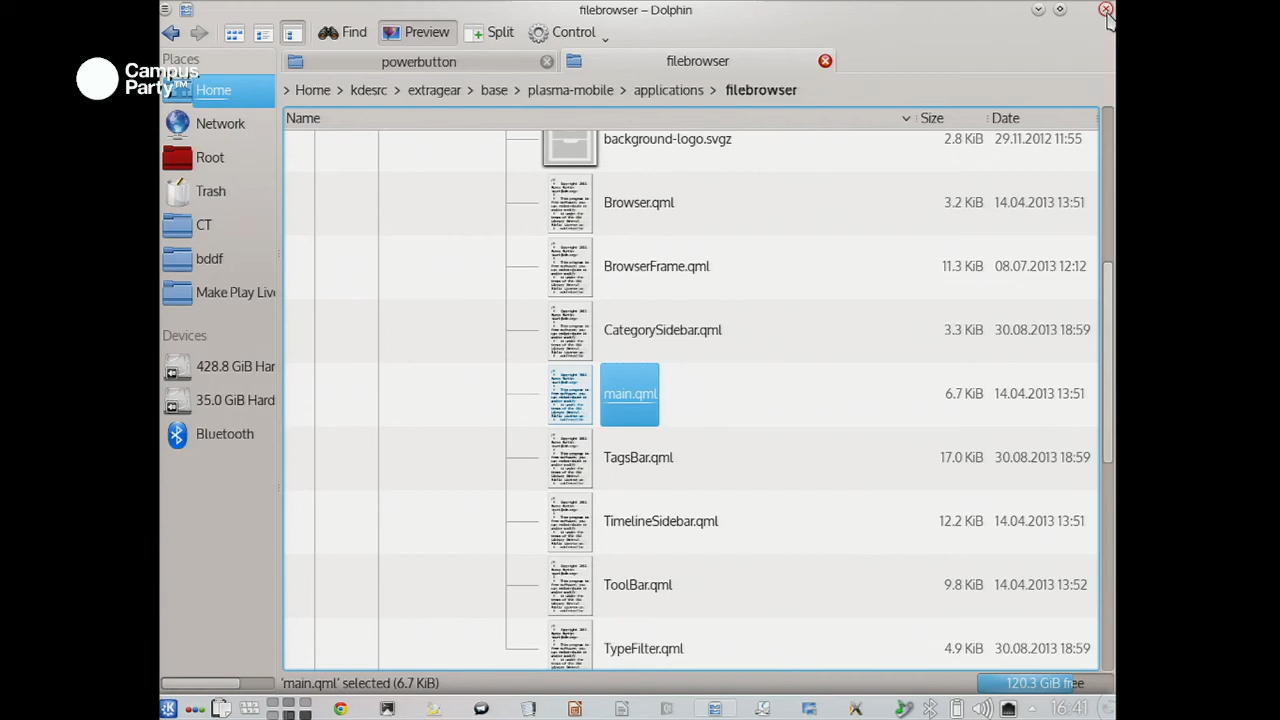 filebrowser – Dolphin
Find
Preview
Split
Control
Places
powerbutton
filebrowser
Campus
Party™
Home
Home
kdesrc
extragear
base
plasma-mobile
applications
filebrowser
Name
Size
Date
Network
Root
Trash
CT
bddf
Make Play Live
Devices
428.8 GiB Hard
35.0 GiB Hard
Bluetooth
background-logo.svgz
2.8 KiB
29.11.2012 11:55
Browser.qml
3.2 KiB
14.04.2013 13:51
BrowserFrame.qml
11.3 KiB
08.07.2013 12:12
CategorySidebar.qml
3.3 KiB
30.08.2013 18:59
main.qml
6.7 KiB
14.04.2013 13:51
TagsBar.qml
17.0 KiB
30.08.2013 18:59
TimelineSidebar.qml
12.2 KiB
14.04.2013 13:51
ToolBar.qml
9.8 KiB
14.04.2013 13:52
TypeFilter.qml
4.9 KiB
30.08.2013 18:59
'main.qml' selected (6.7 KiB)
120.3 GiB free
16:41